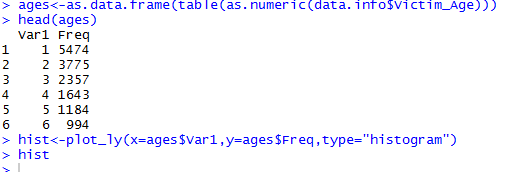 > ages<-as.data.frame(table(as.numeric(data.info$Victim_Age)))
> head(ages)
  Var1 Freq
1    1 5474
2    2 3775
3    3 2357
4    4 1643
5    5 1184
6    6  994
> hist<-plot_ly(x=ages$Var1,y=ages$Freq,type="histogram")
> hist
>